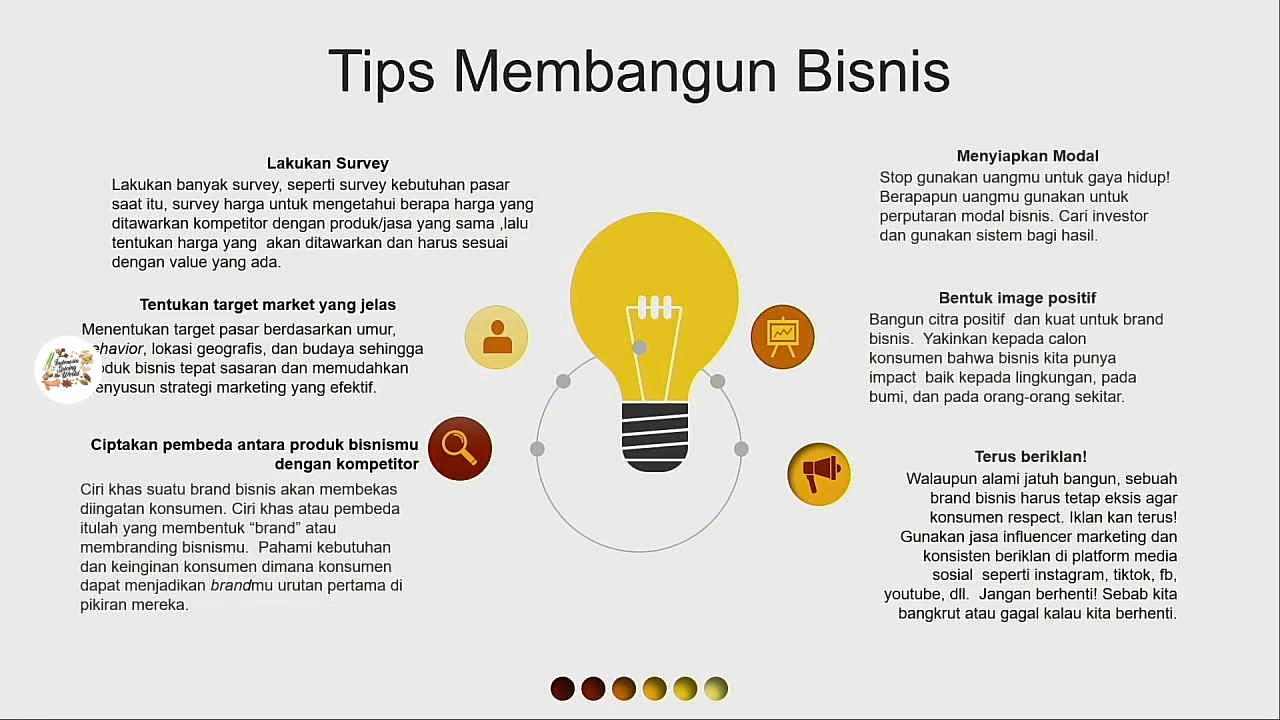 Tips Membangun Bisnis
Lakukan Survey
Lakukan banyak survey, seperti survey kebutuhan pasar
saat itu, survey harga untuk mengetahui berapa harga yang
ditawarkan kompetitor dengan produk/jasa yang sama ,lalu
tentukan harga yang  akan ditawarkan dan harus sesuai
dengan value yang ada.
Tentukan target market yang jelas
Menentukan target pasar berdasarkan umur,
ehavior, lokasi geografis, dan budaya sehingga
oduk bisnis tepat sasaran dan memudahkan
enyusun strategi marketing yang efektif.
Ciptakan pembeda antara produk bisnismu
dengan kompetitor
Ciri khas suatu brand bisnis akan membekas
diingatan konsumen. Ciri khas atau pembeda
itulah yang membentuk “brand” atau
membranding bisnismu.  Pahami kebutuhan
dan keinginan konsumen dimana konsumen
dapat menjadikan brandmu urutan pertama di
pikiran mereka.
Menyiapkan Modal
Stop gunakan uangmu untuk gaya hidup!
Berapapun uangmu gunakan untuk
perputaran modal bisnis. Cari investor
dan gunakan sistem bagi hasil.
Bentuk image positif
Bangun citra positif  dan kuat untuk brand
bisnis.  Yakinkan kepada calon
konsumen bahwa bisnis kita punya
impact  baik kepada lingkungan, pada
bumi, dan pada orang-orang sekitar.
Terus beriklan!
Walaupun alami jatuh bangun, sebuah
brand bisnis harus tetap eksis agar
konsumen respect. Iklan kan terus!
Gunakan jasa influencer marketing dan
konsisten beriklan di platform media
sosial  seperti instagram, tiktok, fb,
youtube, dll.  Jangan berhenti! Sebab kita
bangkrut atau gagal kalau kita berhenti.